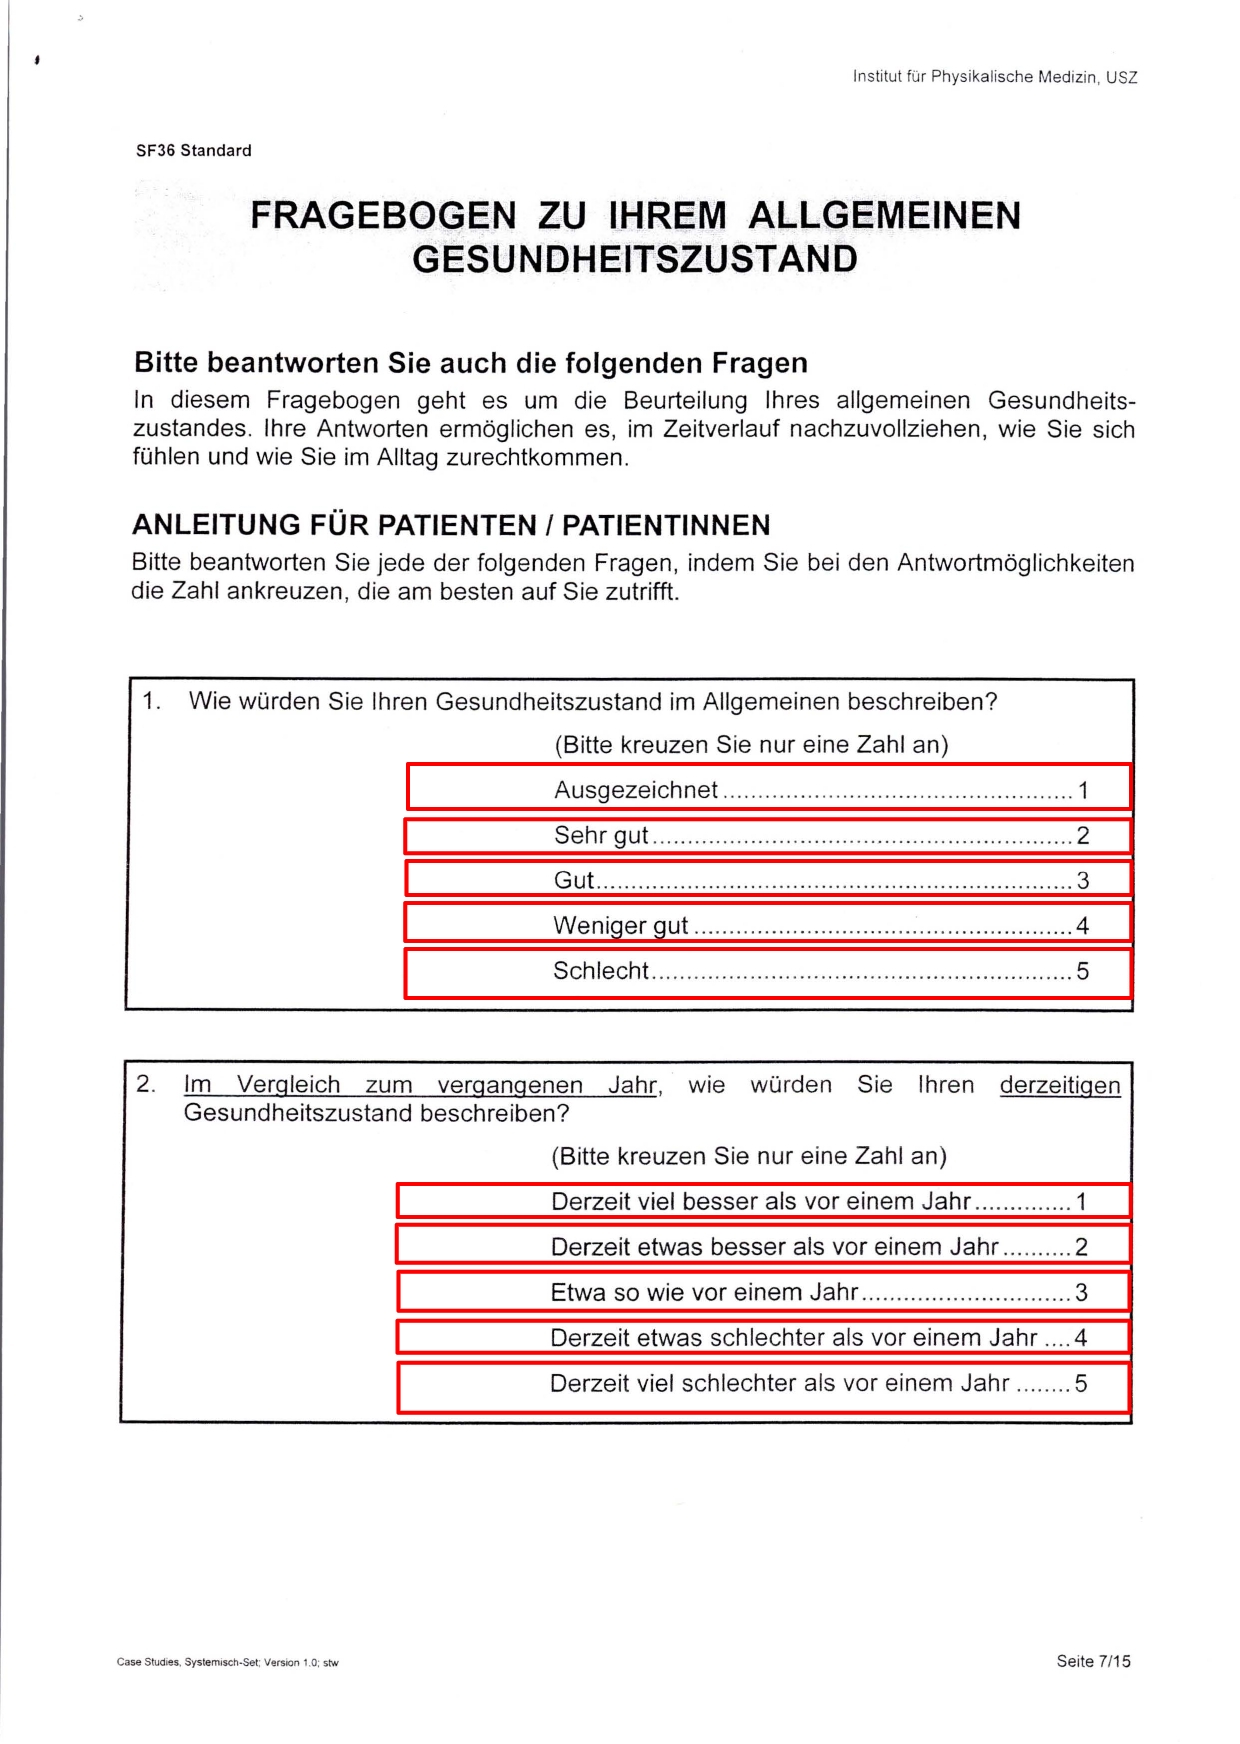 Institut für Physikalische Medizin, USZ
SF36 Standard
FRAGEBOGEN ZU IHREM ALLGEMEINEN
GESUNDHEITSZUSTAND
Bitte beantworten Sie auch die folgenden Fragen
In diesem Fragebogen geht es um die Beurteilung Ihres allgemeinen Gesundheits-
zustandes. Ihre Antworten ermöglichen es, im Zeitverlauf nachzuvollziehen, wie Sie sich
fühlen und wie Sie im Alltag zurechtkommen.
ANLEITUNG FÜR PATIENTEN / PATIENTINNEN
Bitte beantworten Sie jede der folgenden Fragen, indem Sie bei den Antwortmöglichkeiten
die Zahl ankreuzen, die am besten auf Sie zutrifft.
1. Wie würden Sie Ihren Gesundheitszustand im Allgemeinen beschreiben?
(Bitte kreuzen Sie nur eine Zahl an)
Ausgezeichnet.................................................. 1
Sehr gut............................................................ 2
Gut.................................................................... 3
Weniger gut ...................................................... 4
Schlecht............................................................ 5
2. Im Vergleich zum vergangenen Jahr, wie würden Sie Ihren derzeitigen
Gesundheitszustand beschreiben?
(Bitte kreuzen Sie nur eine Zahl an)
Derzeit viel besser als vor einem Jahr.............. 1
Derzeit etwas besser als vor einem Jahr.......... 2
Etwa so wie vor einem Jahr.............................. 3
Derzeit etwas schlechter als vor einem Jahr .... 4
Derzeit viel schlechter als vor einem Jahr ........ 5
Case Studies, Systemisch-Set; Version 1.0; stw
Seite 7/15